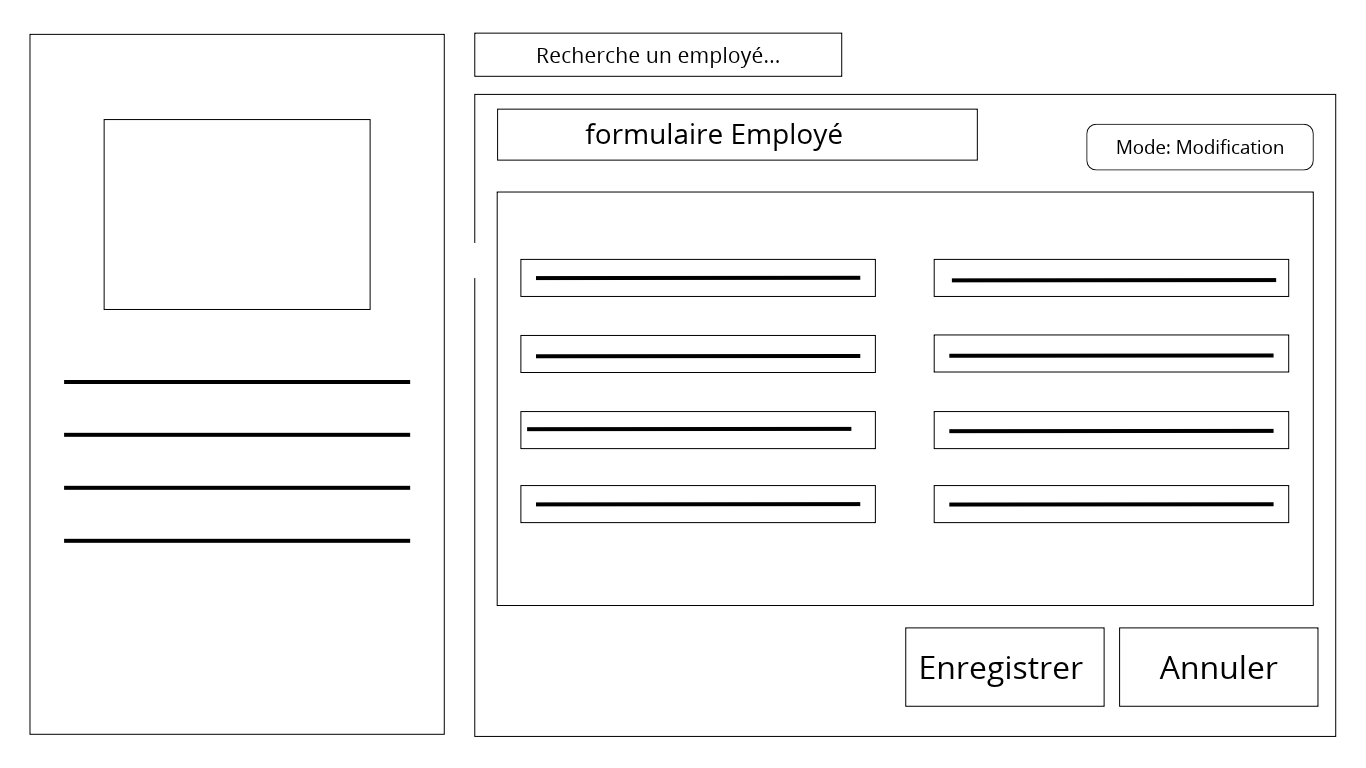 Recherche un employé...
formulaire Employé
Mode: Modification
Enregistrer
Annuler